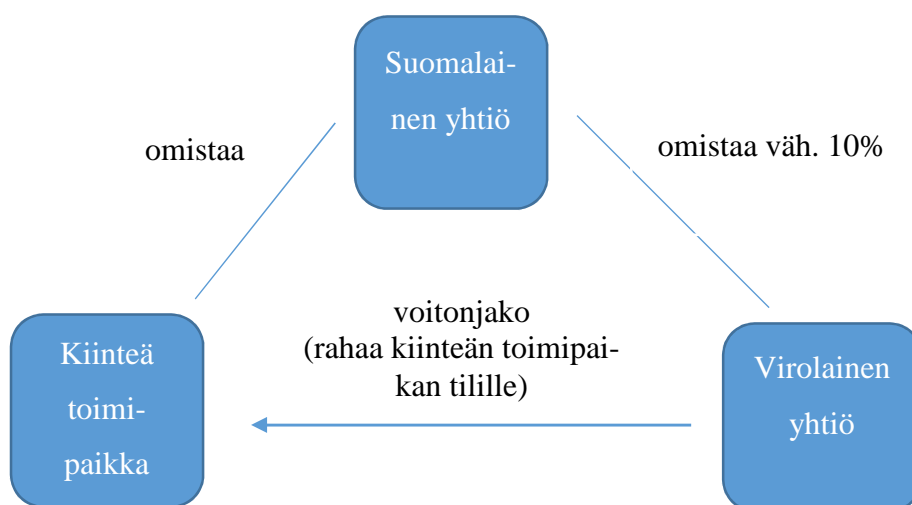 Suomalai-
nen yhtiö
omistaa
omistaa väh. 10%
voitonjako
(rahaa kiinteän toimipai-
kan tilille)
Kiinteä
toimi-
paikka
Virolainen
yhtiö